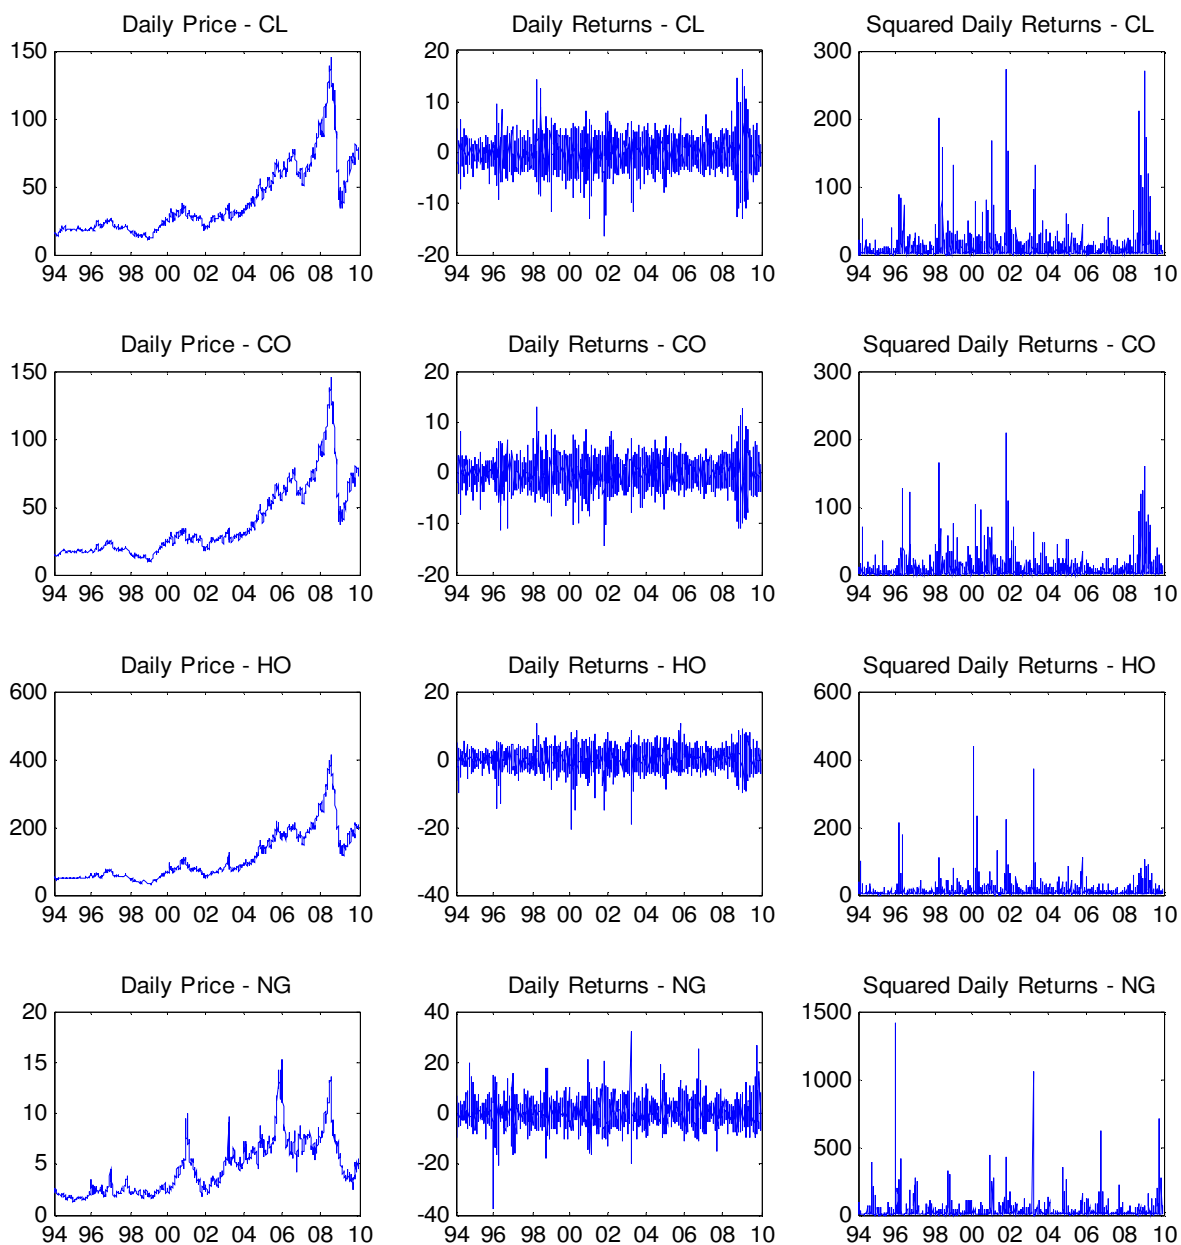 Daily Price - CL
Daily Returns - CL
Squared Daily Returns - CL
150
100
50
0
94 96 98 00 02 04 06 08 10
20
10
0
-10
-20
94 96 98 00 02 04 06 08 10
300
200
100
0
94 96 98 00 02 04 06 08 10
Daily Price - CO
Daily Returns - CO
Squared Daily Returns - CO
150
100
50
0
94 96 98 00 02 04 06 08 10
20
10
0
-10
-20
94 96 98 00 02 04 06 08 10
300
200
100
0
94 96 98 00 02 04 06 08 10
Daily Price - HO
Daily Returns - HO
Squared Daily Returns - HO
600
400
200
0
94 96 98 00 02 04 06 08 10
20
0
-20
-40
94 96 98 00 02 04 06 08 10
600
400
200
0
94 96 98 00 02 04 06 08 10
Daily Price - NG
Daily Returns - NG
Squared Daily Returns - NG
20
15
10
5
0
94 96 98 00 02 04 06 08 10
40
20
0
-20
-40
94 96 98 00 02 04 06 08 10
1500
1000
500
0
94 96 98 00 02 04 06 08 10